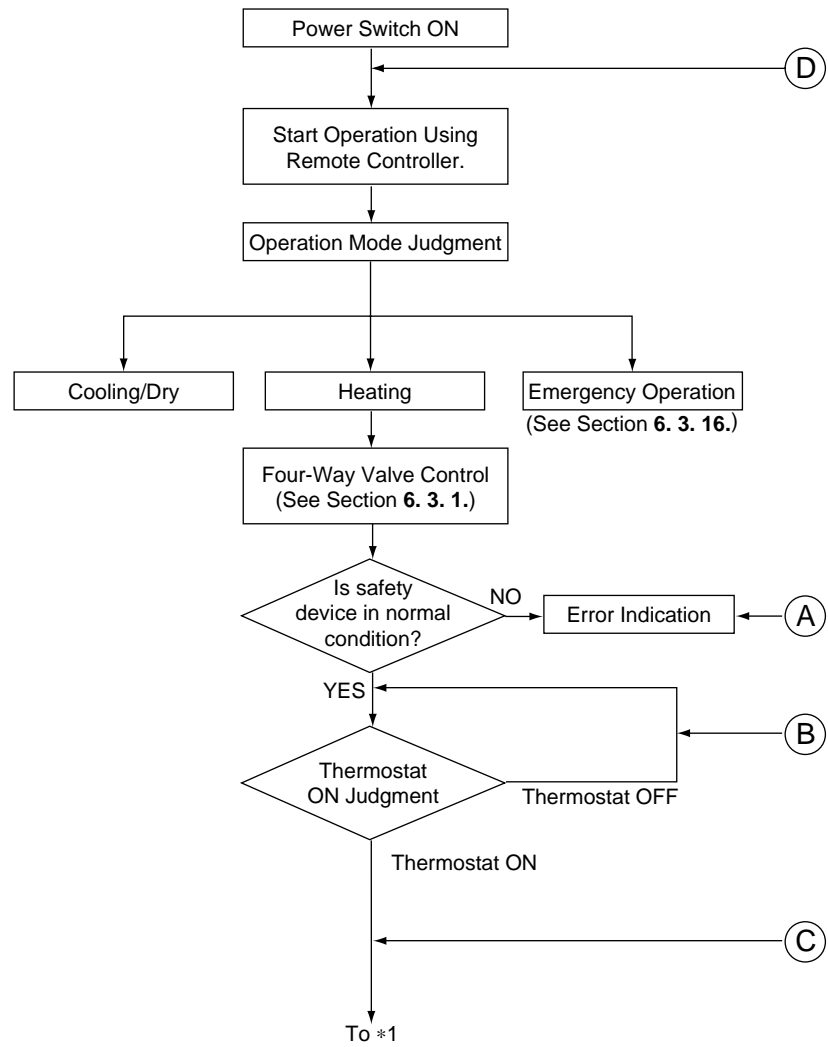 Power Switch ON
D
Start Operation Using
Remote Controller.
Operation Mode Judgment
Cooling/Dry
Heating
Emergency Operation
(See Section 6. 3. 16.)
Four-Way Valve Control
(See Section 6. 3. 1.)
Is safety
device in normal
condition?
NO
Error Indication
A
YES
B
Thermostat
ON Judgment
Thermostat OFF
Thermostat ON
C
To *1